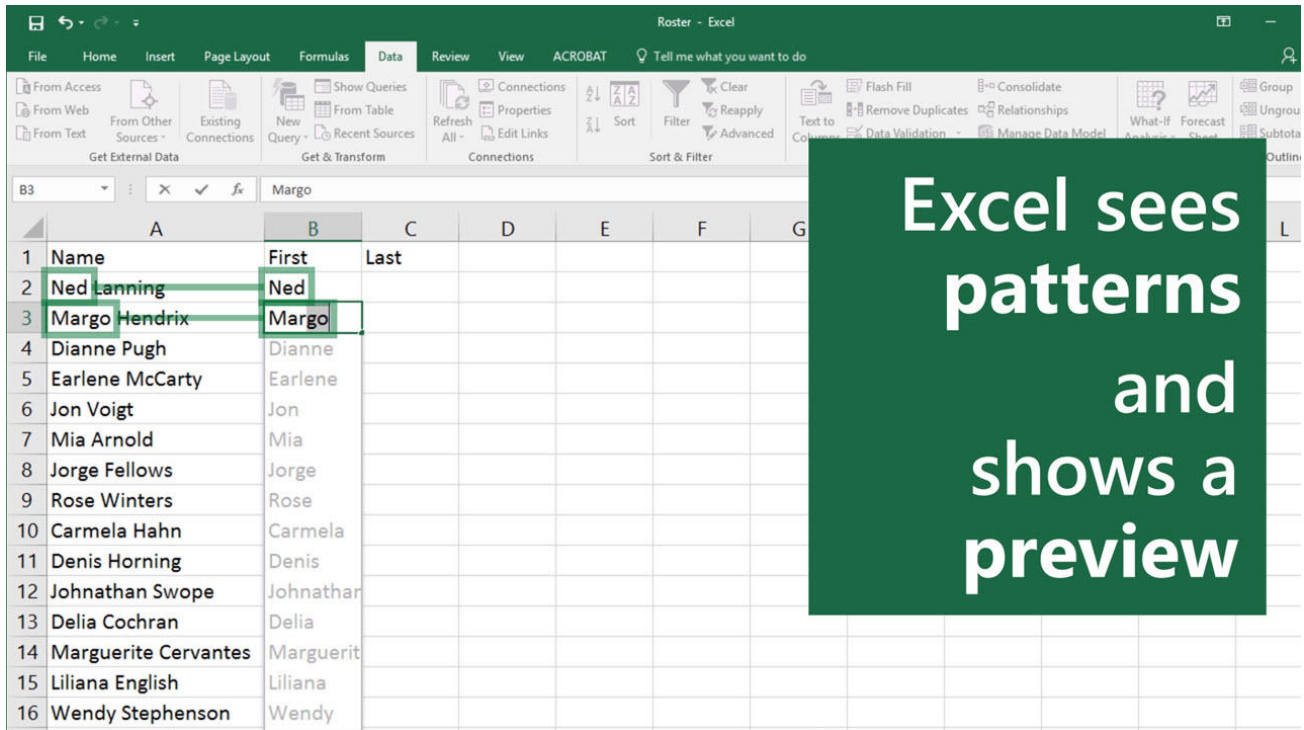 Roster - Excel
File Home Insert Page Layout Formulas Data Review View ACROBAT Tell me what you want to do
From Access
From Web
From Text
From Other
Sources
Existing
Connections
Get External Data
New
Query
Show Queries
From Table
Recent Sources
Get & Transform
Refresh
All
Connections
Properties
Edit Links
Connections
Sort
Filter
Clear
Reapply
Advanced
Sort & Filter
Text to
Columns
Flash Fill
Remove Duplicates
Data Validation
Consolidate
Relationships
Manage Data Model
What-If
Analysis
Forecast
Sheet
Group
Ungrou
Subtota
Outlin
B3 fx Margo
A B C D E F G L
1 Name First Last
2 Ned Lanning Ned
3 Margo Hendrix Margo
4 Dianne Pugh Dianne
5 Earlene McCarty Earlene
6 Jon Voigt Jon
7 Mia Arnold Mia
8 Jorge Fellows Jorge
9 Rose Winters Rose
10 Carmela Hahn Carmela
11 Denis Horning Denis
12 Johnathan Swope Johnathan
13 Delia Cochran Delia
14 Marguerite Cervantes Marguerit
15 Liliana English Liliana
16 Wendy Stephenson Wendy
Excel sees
patterns
and
shows a
preview